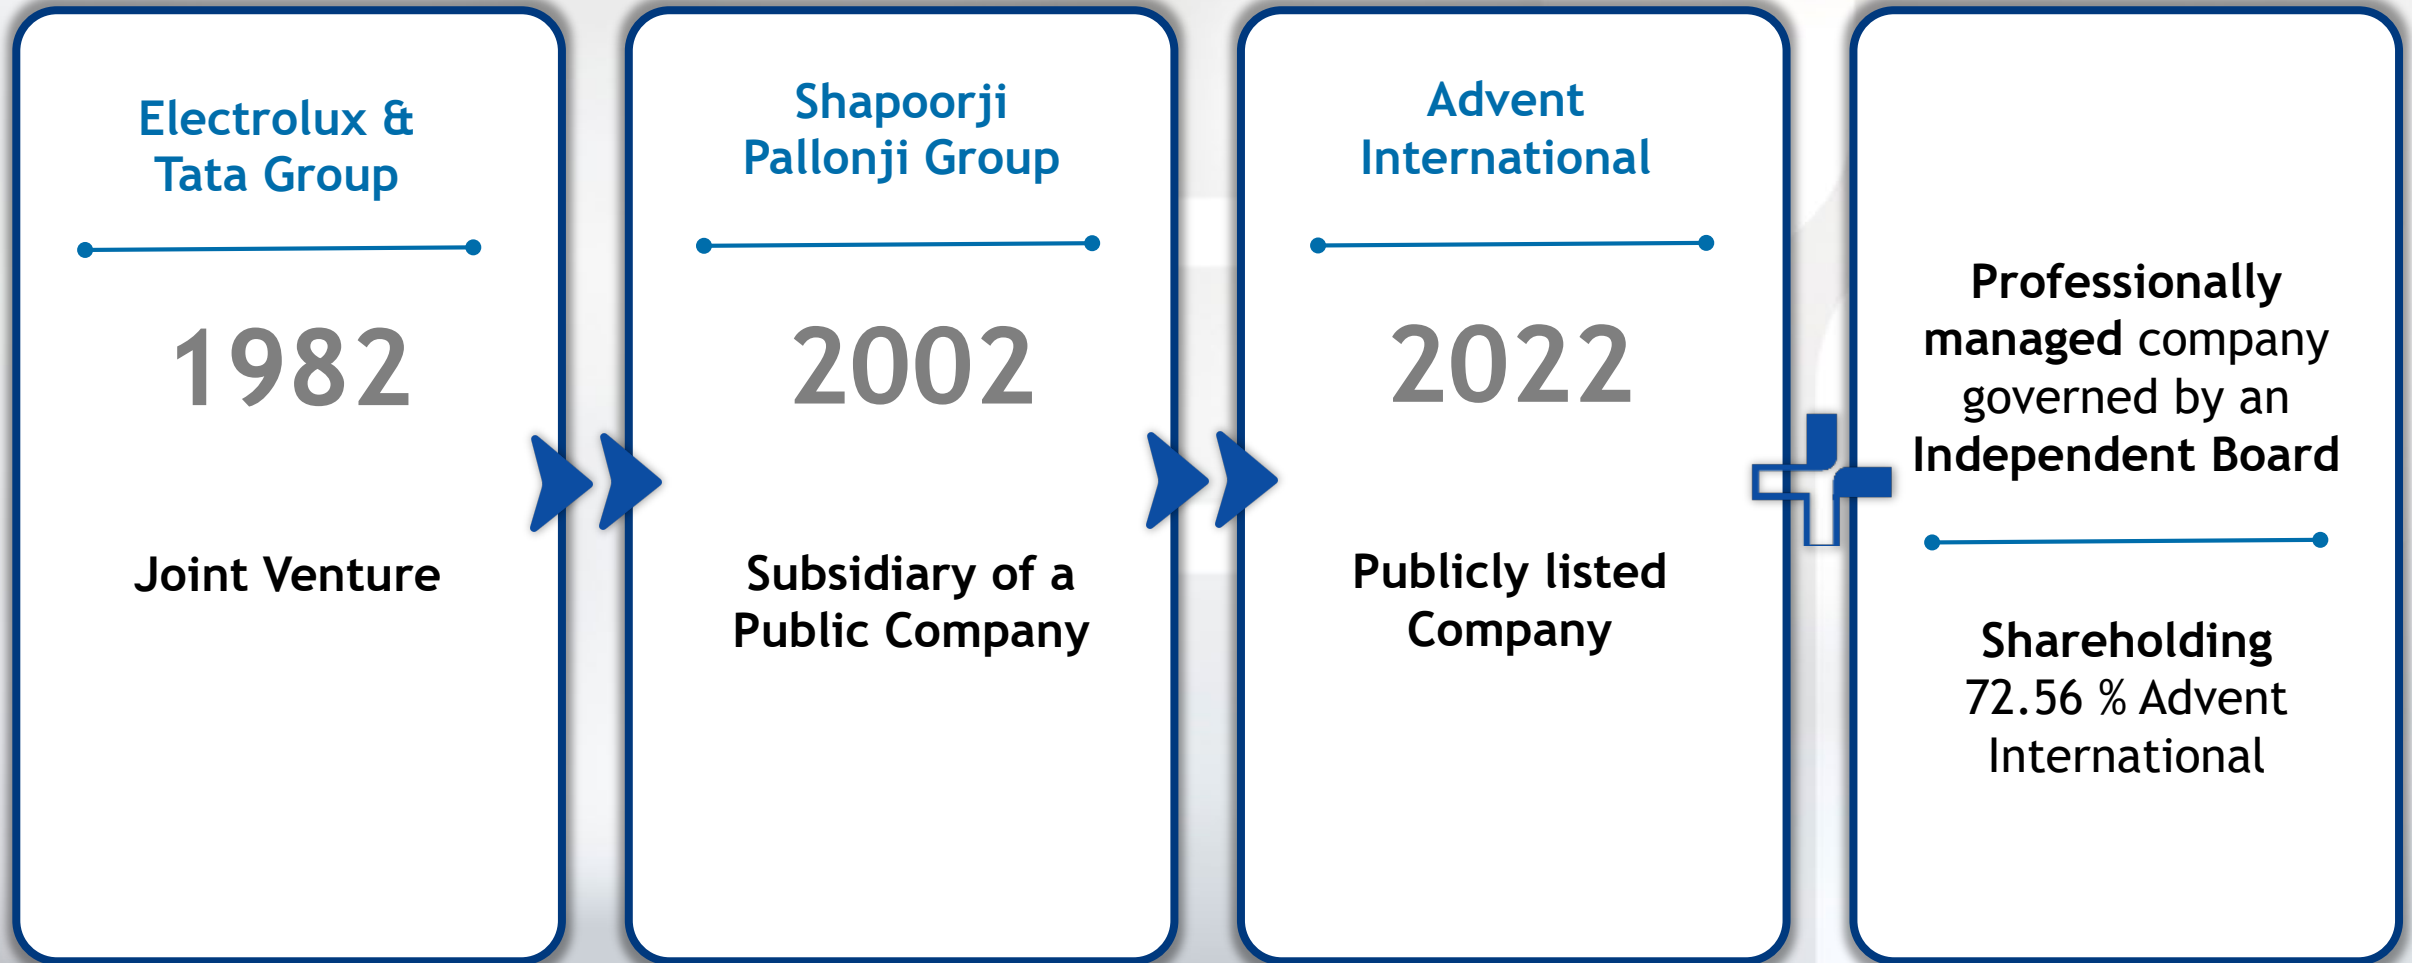 Electrolux &
Tata Group
1982
Joint Venture
Shapoorji
Pallonji Group
2002
Subsidiary of a
Public Company
Advent
International
2022
Publicly listed
Company
Professionally
managed company
governed by an
Independent Board
Shareholding
72.56 % Advent
International